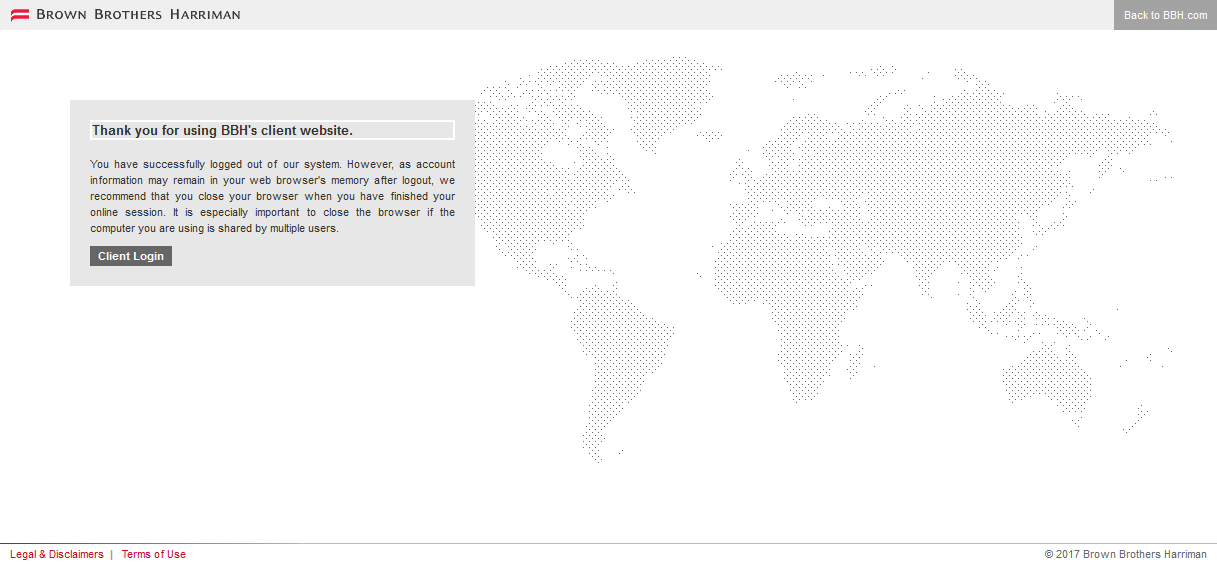 Brown Brothers Harriman
Back to BBH.com
Thank you for using BBH's client website.
You have successfully logged out of our system. However, as account
information may remain in your web browser's memory after logout, we
recommend that you close your browser when you have finished your
online session. It is especially important to close the browser if the
computer you are using is shared by multiple users.
Client Login
Legal & Disclaimers | Terms of Use
© 2017 Brown Brothers Harriman